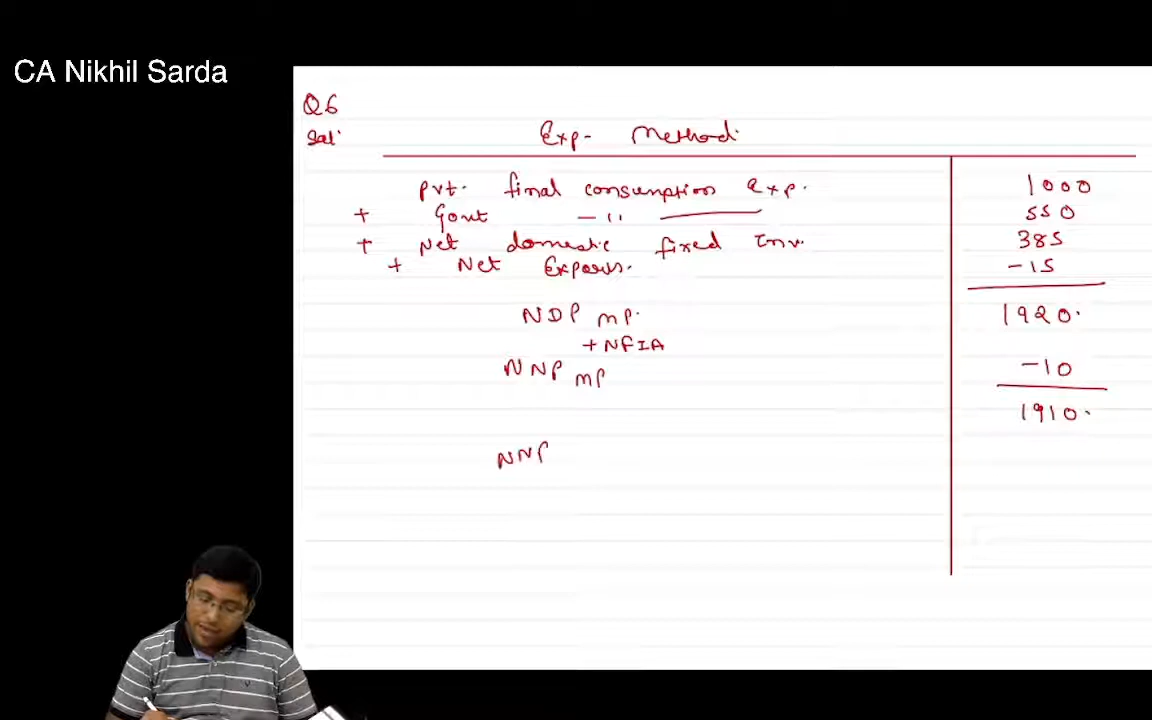 CA Nikhil Sarda
Q6
Sol:
Exp. Method:
Pvt. final consumption exp. 1000
+ Govt —〃— 550
+ Net domestic fixed Inv. 385
+ Net Exports. -15
NDP MP. 1920.
+ NFIA -10
NNP MP 1910.
NNP